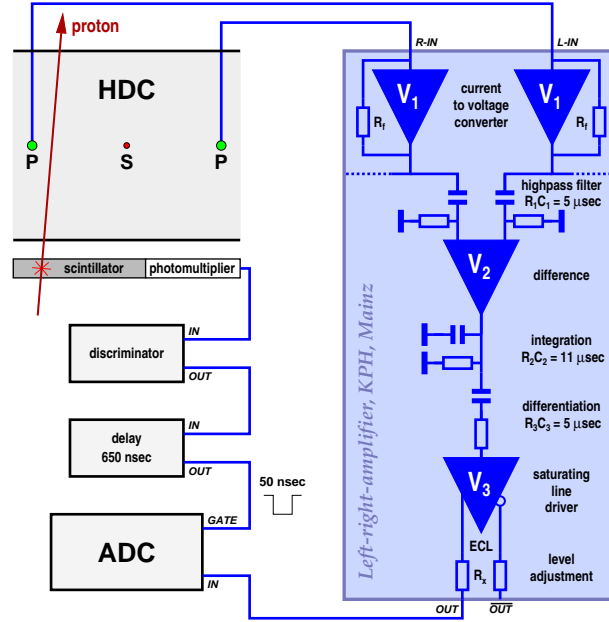 proton
R-IN
L-IN
HDC
P
S
P
V1
V1
Rf
Rf
current
to voltage
converter
highpass filter
R1C1 = 5 μsec
scintillator
photomultiplier
V2
difference
IN
discriminator
OUT
integration
R2C2 = 11 μsec
differentiation
R3C3 = 5 μsec
IN
delay
650 nsec
OUT
50 nsec
V3
saturating
line
driver
GATE
ADC
IN
ECL
Rx
level
adjustment
OUT
OUT
Left-right-amplifier, KPH, Mainz